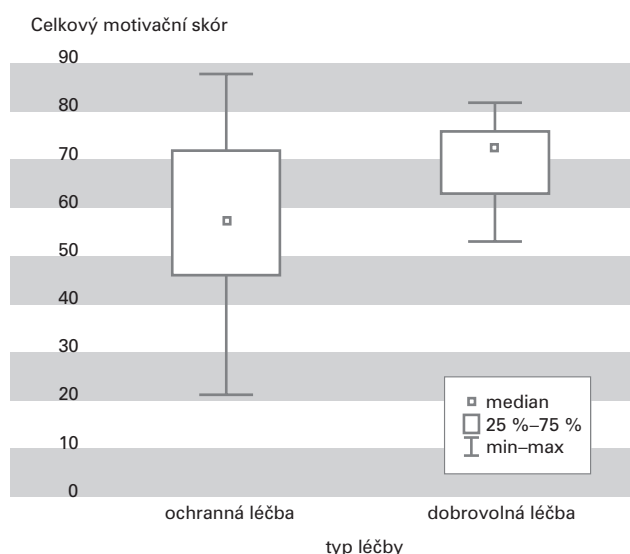 Celkový motivační skór
90
80
70
60
50
40
30
20
10
0
median
25 %–75 %
min–max
ochranná léčba dobrovolná léčba
typ léčby